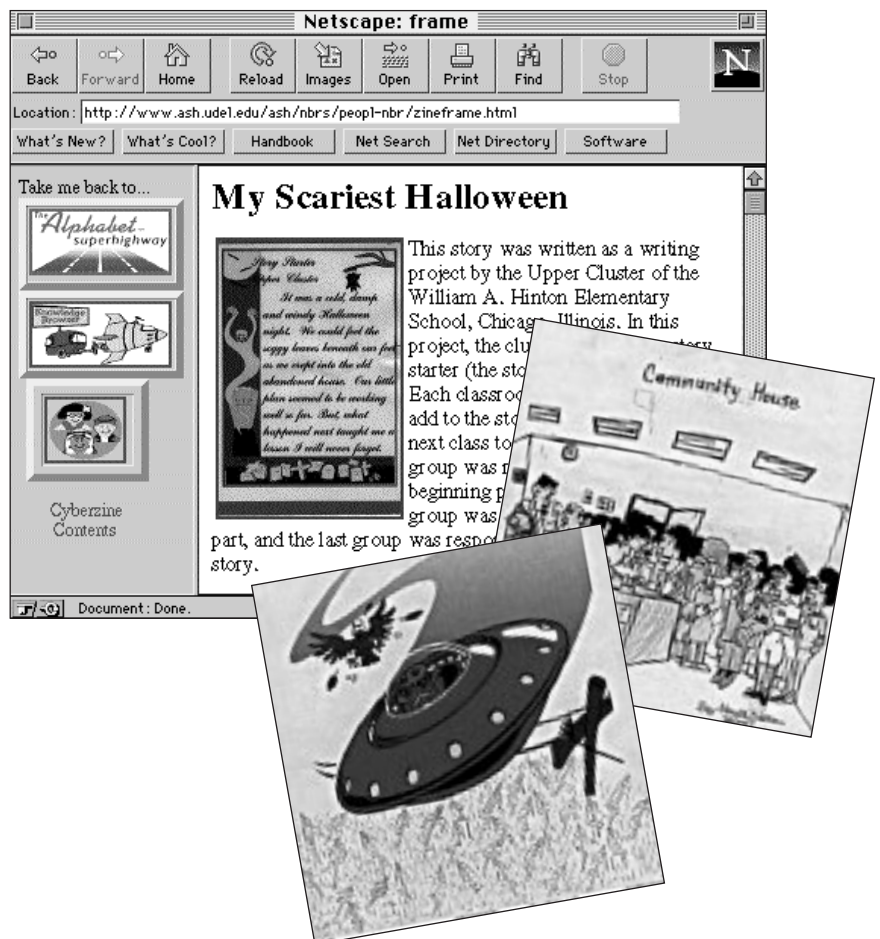 Netscape: frame
Back Forward Home Reload Images Open Print Find Stop
N
Location: http://www.ash.udel.edu/ash/nbrs/peopl-nbr/zineframe.html
What's New? What's Cool? Handbook Net Search Net Directory Software
Take me back to...
The Alphabet
superhighway
Knowledge
Browser
Cyberzine
Contents
My Scariest Halloween
Story Starter
Upper Cluster
It was a cold, damp
and windy Halloween
night. We could feel the
soggy leaves beneath our feet
as we crept into the old
abandoned house. Our little
plan seemed to be working
well so far. But, what
happened next taught me a
lesson I will never forget.
This story was written as a writing
project by the Upper Cluster of the
William A. Hinton Elementary
School, Chicago, Illinois. In this
project, the story
starter (the
Each
add to the
next class to
group was
beginning
group was
part, and the last group was
story.
Community House
Document: Done.